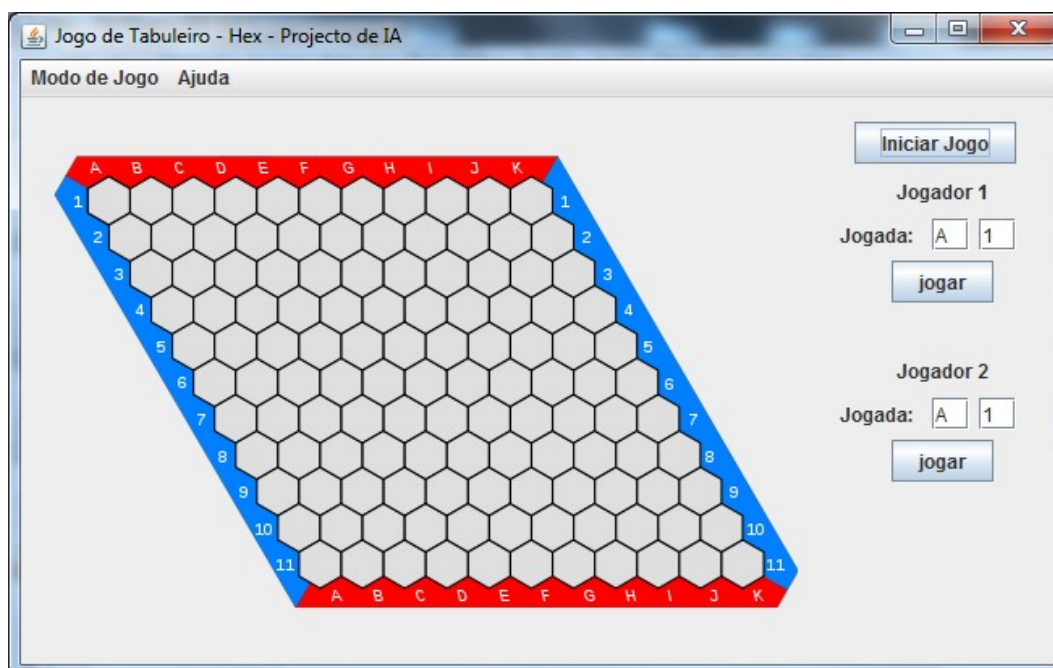 Jogo de Tabuleiro - Hex - Projecto de IA
Modo de Jogo Ajuda
A B C D E F G H I J K
1 1
2 2
3 3
4 4
5 5
6 6
7 7
8 8
9 9
10 10
11 11
A B C D E F G H I J K
Iniciar Jogo
Jogador 1
Jogada: A 1
jogar
Jogador 2
Jogada: A 1
jogar